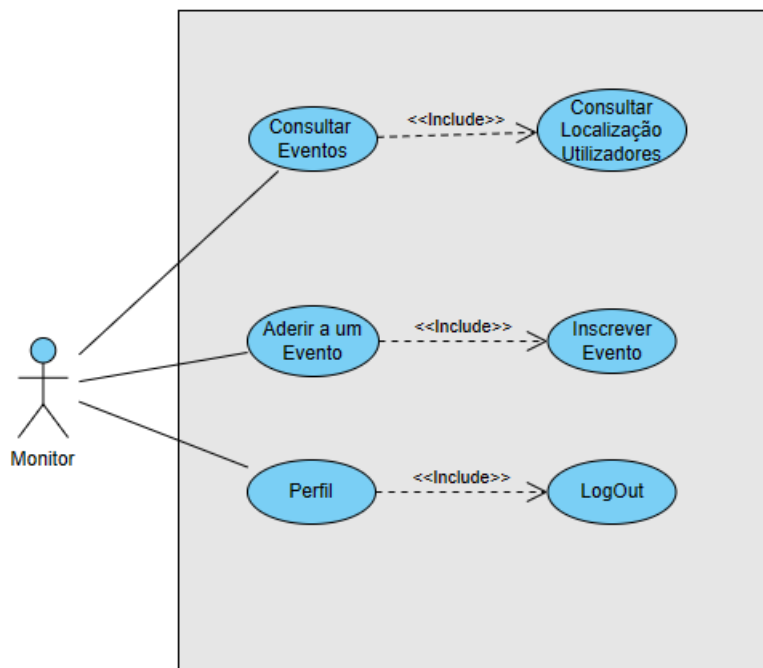 Consultar
Eventos
<<Include>>
Consultar
Localização
Utilizadores
Aderir a um
Evento
<<Include>>
Inscrever
Evento
Monitor
Perfil
<<Include>>
LogOut